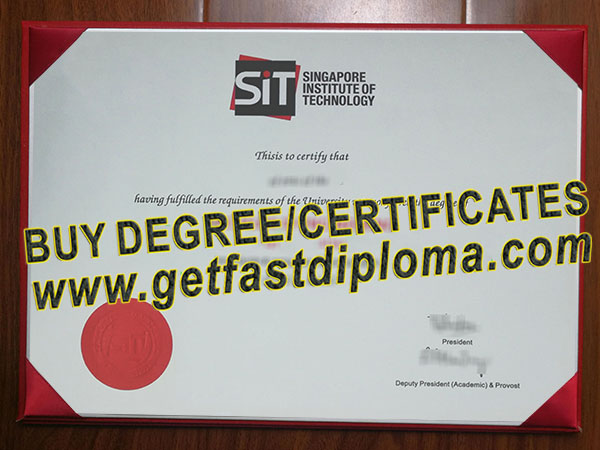 SiT
SINGAPORE
INSTITUTE OF
TECHNOLOGY
Thisis to certify that
having fulfilled the requirements of the University
BUY DEGREE/CERTIFICATES
www.getfastdiploma.com
President
Deputy President (Academic) & Provost